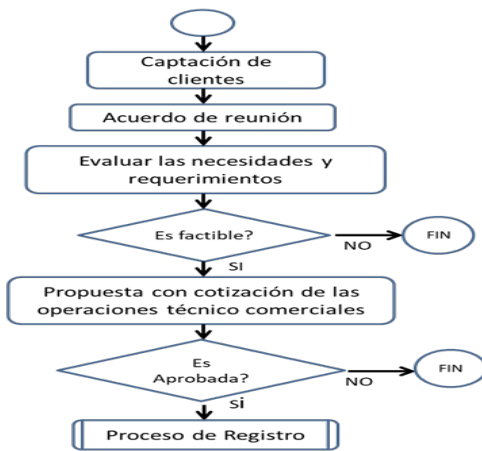 Captación de
clientes
Acuerdo de reunión
Evaluar las necesidades y
requerimientos
Es factible?
NO
FIN
SI
Propuesta con cotización de las
operaciones técnico comerciales
Es
Aprobada?
NO
FIN
Si
Proceso de Registro